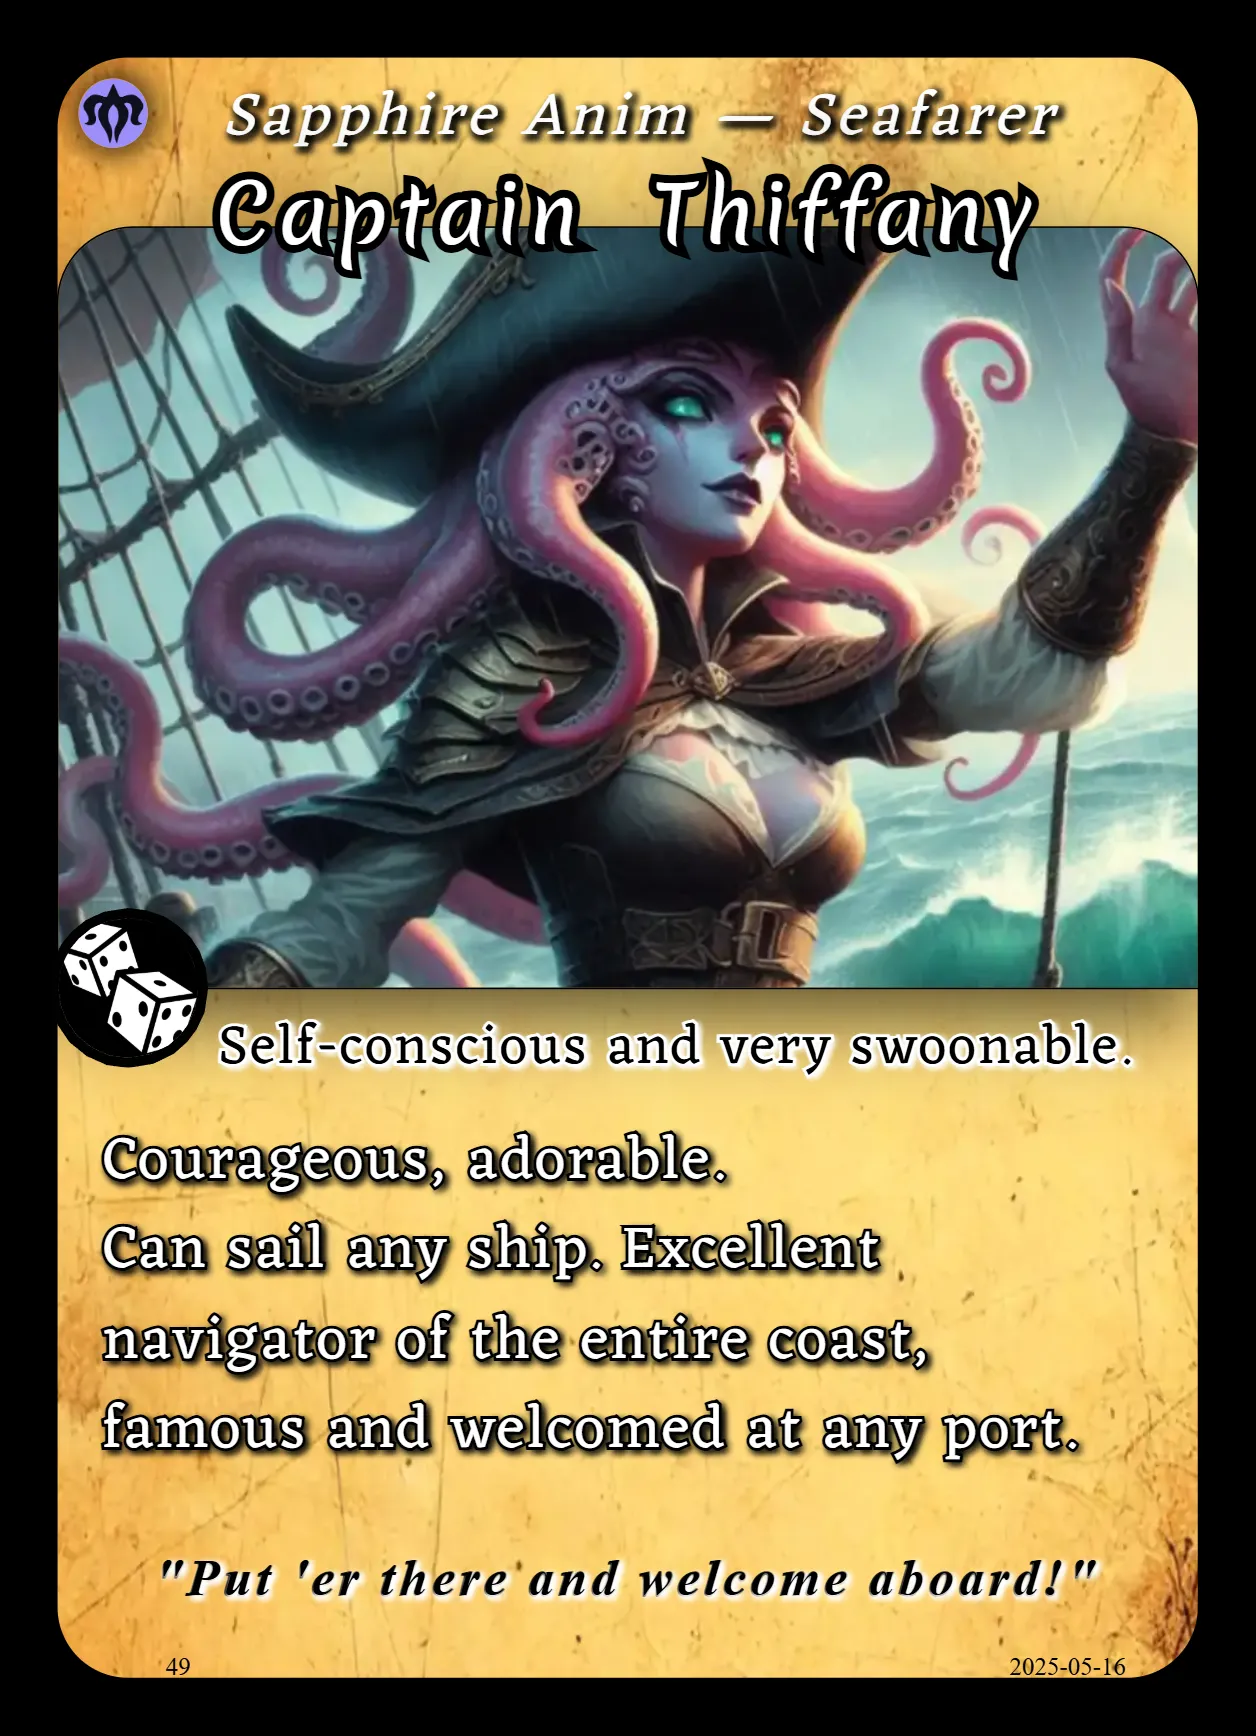 Sapphire Anim — Seafarer
Captain Thiffany
Self-conscious and very swoonable.
Courageous, adorable.
Can sail any ship. Excellent
navigator of the entire coast,
famous and welcomed at any port.
"Put 'er there and welcome aboard!"
49
2025-05-16